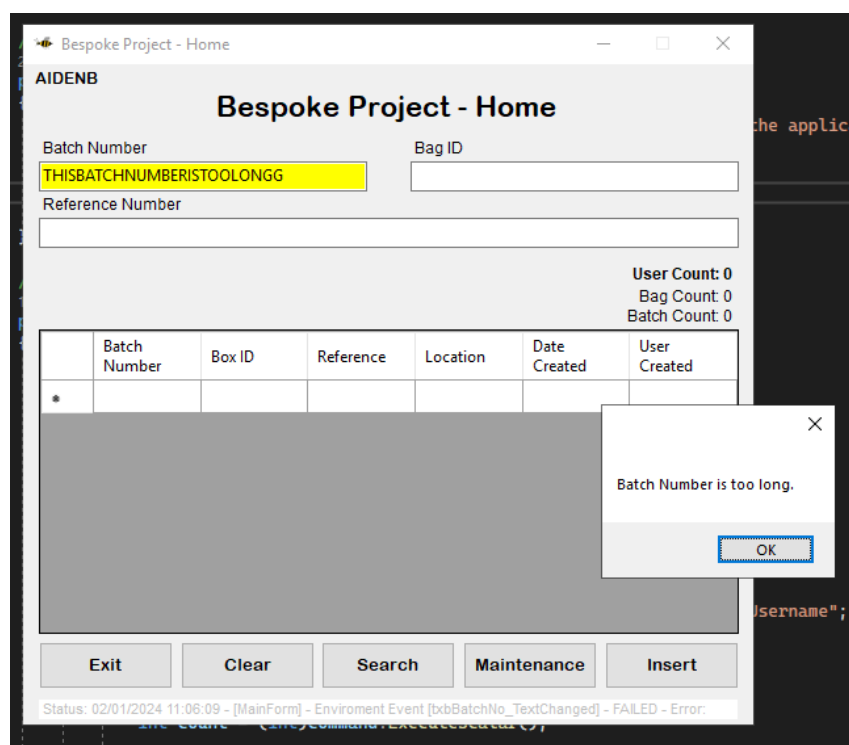 Bespoke Project - Home
AIDENB
Bespoke Project - Home
the applic
Batch Number
Bag ID
THISBATCHNUMBERISTOOLONGG
Reference Number
User Count: 0
Bag Count: 0
Batch Count: 0
Batch Number
Box ID
Reference
Location
Date Created
User Created
Batch Number is too long.
OK
Username";
Exit
Clear
Search
Maintenance
Insert
Status: 02/01/2024 11:06:09 - [MainForm] - Enviroment Event [txbBatchNo_TextChanged] - FAILED - Error: